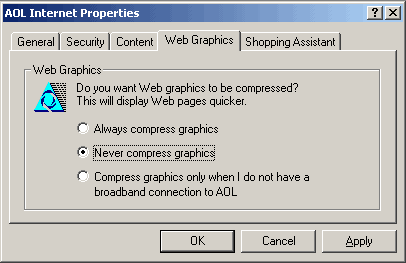 AOL Internet Properties
General Security Content Web Graphics Shopping Assistant
Web Graphics
Do you want Web graphics to be compressed?
This will display Web pages quicker.
Always compress graphics
Never compress graphics
Compress graphics only when I do not have a
broadband connection to AOL
OK Cancel Apply